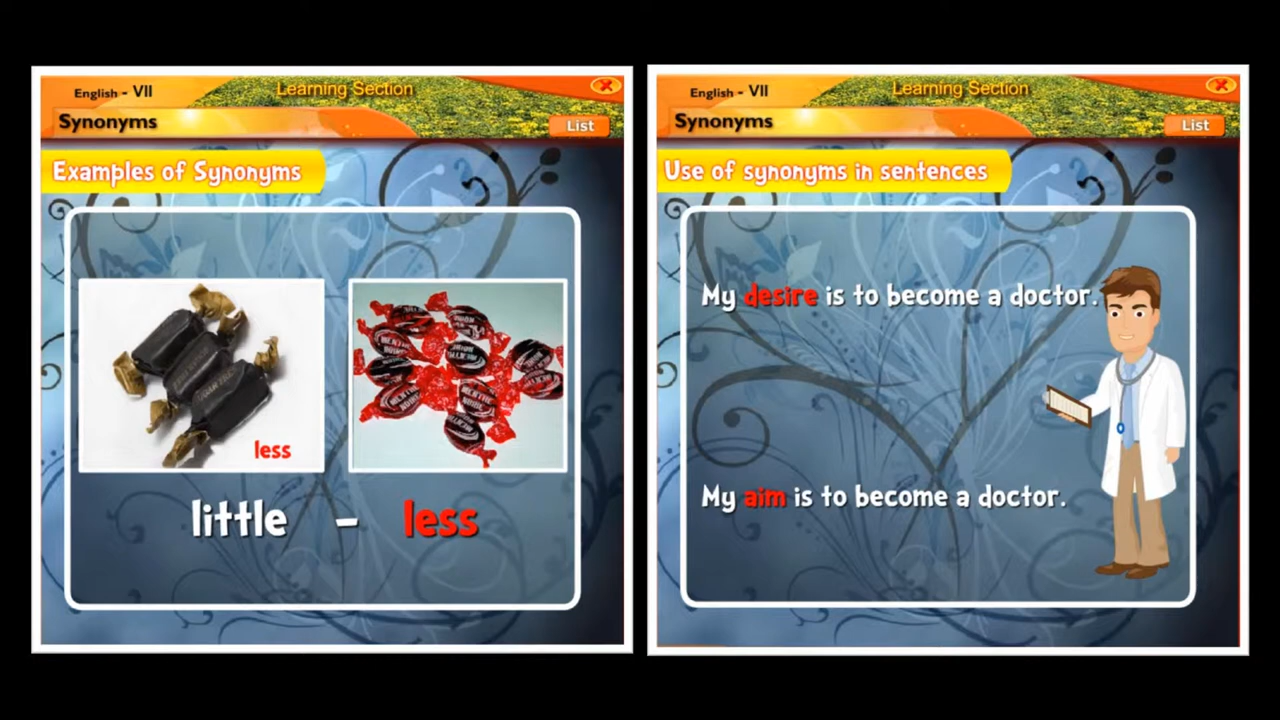 English - VII
Learning Section
Synonyms
List
Examples of Synonyms
less
little - less
English - VII
Learning Section
Synonyms
List
Use of synonyms in sentences
My desire is to become a doctor.
My aim is to become a doctor.